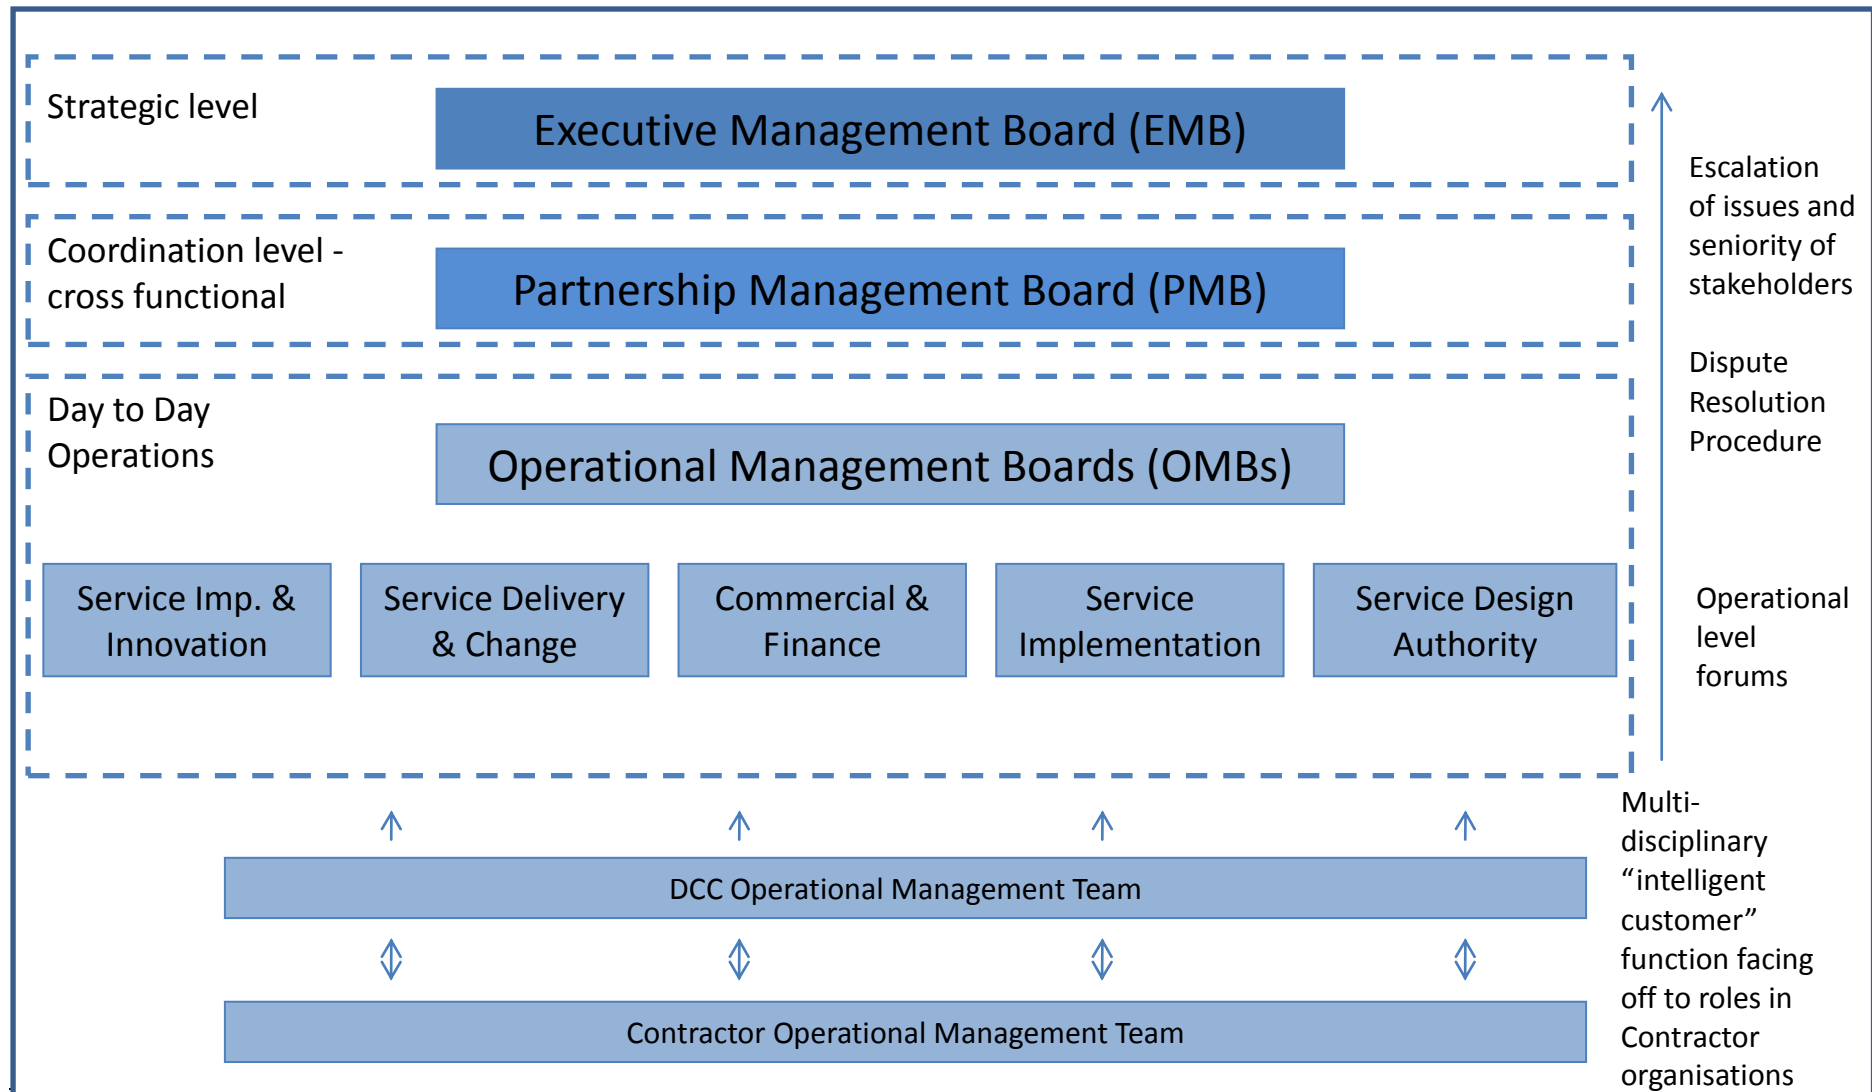 Strategic level
Executive Management Board (EMB)
Coordination level -
cross functional
Partnership Management Board (PMB)
Day to Day
Operations
Operational Management Boards (OMBs)
Service Imp. &
Innovation
Service Delivery
& Change
Commercial &
Finance
Service
Implementation
Service Design
Authority
Escalation
of issues and
seniority of
stakeholders
Dispute
Resolution
Procedure
Operational
level
forums
DCC Operational Management Team
Contractor Operational Management Team
Multi-
disciplinary
“intelligent
customer”
function facing
off to roles in
Contractor
organisations